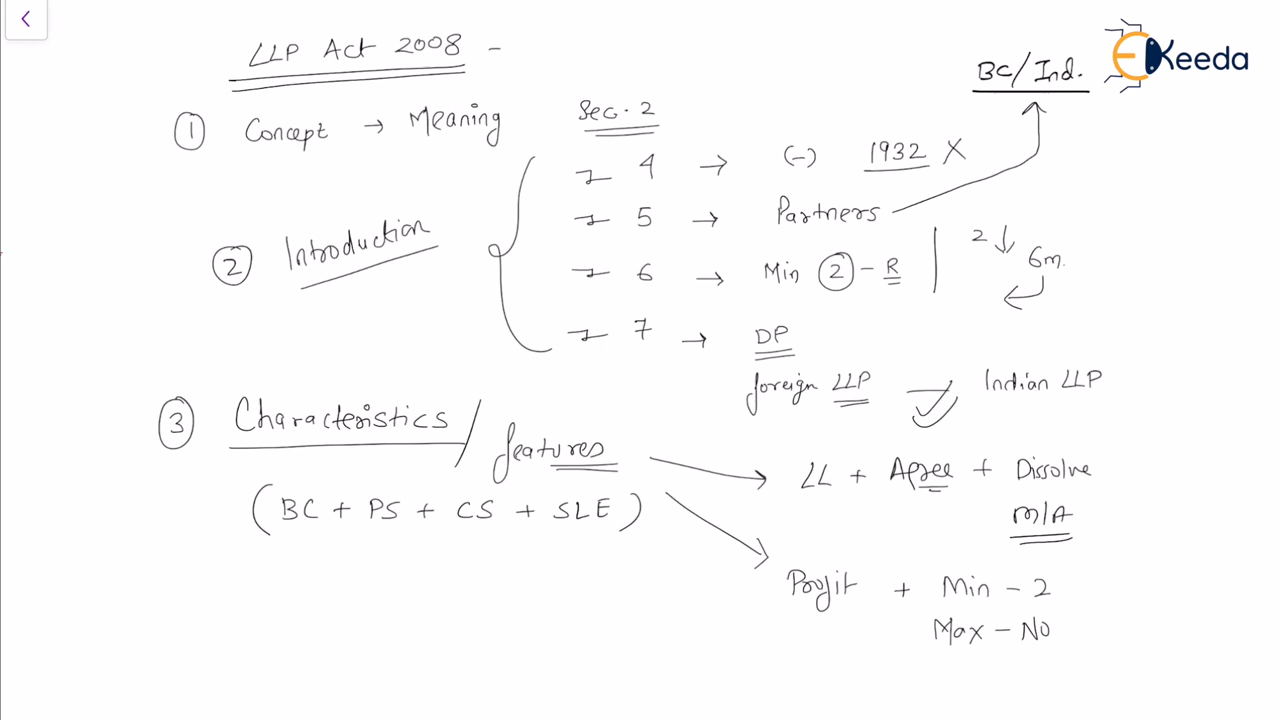 LLP Act 2008 -
EKeeda
BC/Ind.
① Concept → Meaning Sec. 2
4 → (-) 1932 X
② Introduction
5 → Partners
6 → Min ② - R | 2 ↓ 6m.
7 → DP
foreign LLP Indian LLP
③ Characteristics / features
(BC + PS + CS + SLE)
LL + Agree + Dissolve
M/A
Profit + Min - 2
Max - No